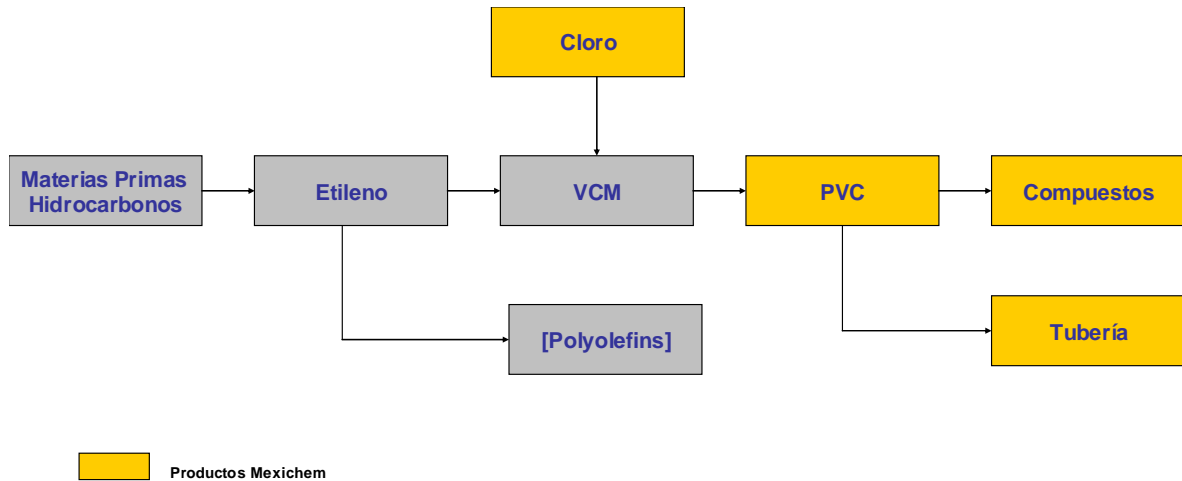 Cloro
Materias Primas
Hidrocarbonos
Etileno
VCM
PVC
Compuestos
[Polyolefins]
Tubería
Productos Mexichem